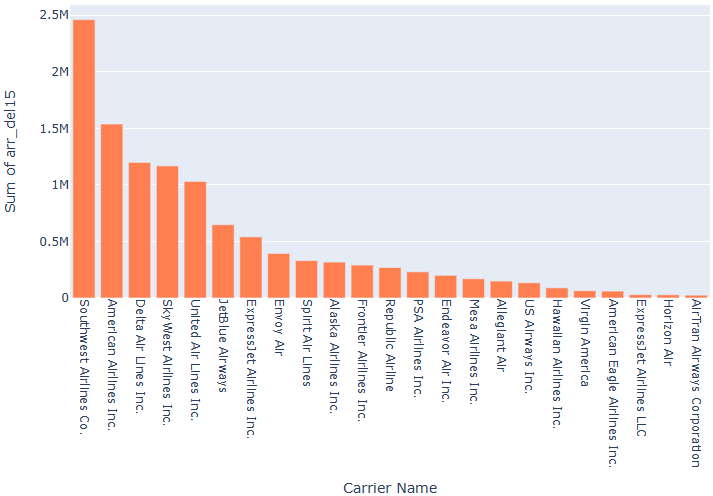 2.5M
2M
1.5M
1M
0.5M
0
Sum of arr_del15
Southwest Airlines Co.
American Airlines Inc.
Delta Air Lines Inc.
SkyWest Airlines Inc.
United Air Lines Inc.
JetBlue Airways
ExpressJet Airlines Inc.
Envoy Air
Spirit Air Lines
Alaska Airlines Inc.
Frontier Airlines Inc.
Republic Airline
PSA Airlines Inc.
Endeavor Air Inc.
Mesa Airlines Inc.
Allegiant Air
US Airways Inc.
Hawaiian Airlines Inc.
Virgin America
American Eagle Airlines Inc.
ExpressJet Airlines LLC
Horizon Air
AirTran Airways Corporation
Carrier Name